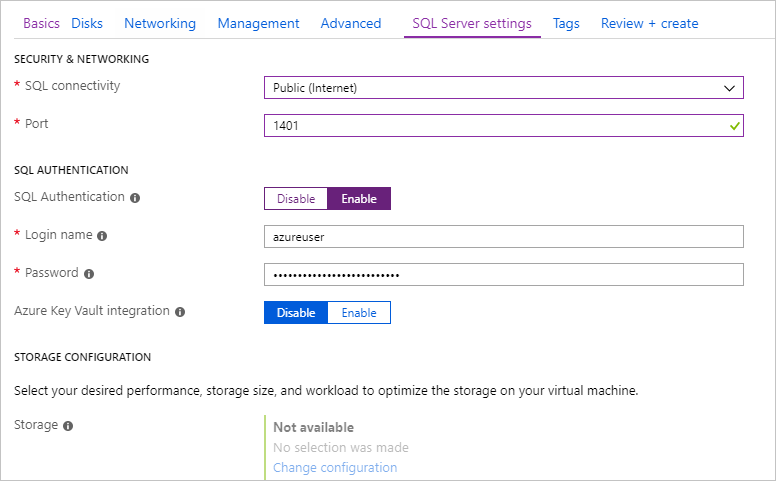 Basics Disks Networking Management Advanced SQL Server settings Tags Review + create
SECURITY & NETWORKING
* SQL connectivity Public (Internet)
* Port 1401
SQL AUTHENTICATION
SQL Authentication Disable Enable
* Login name azureuser
* Password ••••••••••••••••••••••••••
Azure Key Vault integration Disable Enable
STORAGE CONFIGURATION
Select your desired performance, storage size, and workload to optimize the storage on your virtual machine.
Storage Not available
No selection was made
Change configuration